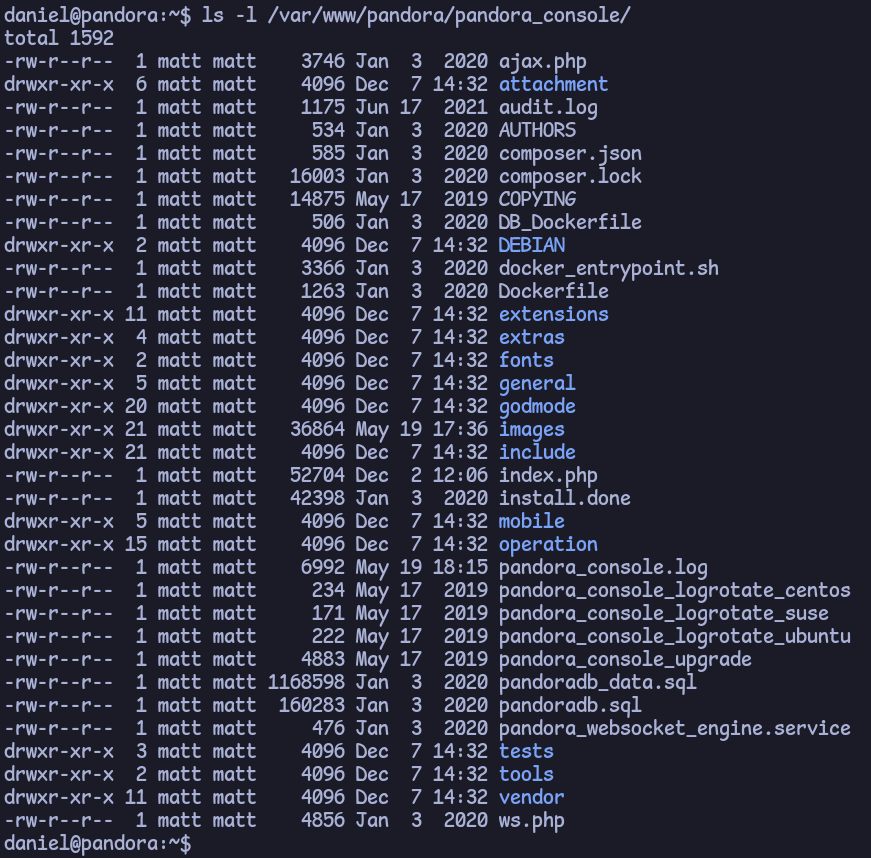 daniel@pandora:~$ ls -l /var/www/pandora/pandora_console/
total 1592
-rw-r--r--  1 matt matt    3746 Jan  3  2020 ajax.php
drwxr-xr-x  6 matt matt    4096 Dec  7 14:32 attachment
-rw-r--r--  1 matt matt    1175 Jun 17  2021 audit.log
-rw-r--r--  1 matt matt     534 Jan  3  2020 AUTHORS
-rw-r--r--  1 matt matt     585 Jan  3  2020 composer.json
-rw-r--r--  1 matt matt   16003 Jan  3  2020 composer.lock
-rw-r--r--  1 matt matt   14875 May 17  2019 COPYING
-rw-r--r--  1 matt matt     506 Jan  3  2020 DB_Dockerfile
drwxr-xr-x  2 matt matt    4096 Dec  7 14:32 DEBIAN
-rw-r--r--  1 matt matt    3366 Jan  3  2020 docker_entrypoint.sh
-rw-r--r--  1 matt matt    1263 Jan  3  2020 Dockerfile
drwxr-xr-x 11 matt matt    4096 Dec  7 14:32 extensions
drwxr-xr-x  4 matt matt    4096 Dec  7 14:32 extras
drwxr-xr-x  2 matt matt    4096 Dec  7 14:32 fonts
drwxr-xr-x  5 matt matt    4096 Dec  7 14:32 general
drwxr-xr-x 20 matt matt    4096 Dec  7 14:32 godmode
drwxr-xr-x 21 matt matt   36864 May 19 17:36 images
drwxr-xr-x 21 matt matt    4096 Dec  7 14:32 include
-rw-r--r--  1 matt matt   52704 Dec  2 12:06 index.php
-rw-r--r--  1 matt matt   42398 Jan  3  2020 install.done
drwxr-xr-x  5 matt matt    4096 Dec  7 14:32 mobile
drwxr-xr-x 15 matt matt    4096 Dec  7 14:32 operation
-rw-r--r--  1 matt matt    6992 May 19 18:15 pandora_console.log
-rw-r--r--  1 matt matt     234 May 17  2019 pandora_console_logrotate_centos
-rw-r--r--  1 matt matt     171 May 17  2019 pandora_console_logrotate_suse
-rw-r--r--  1 matt matt     222 May 17  2019 pandora_console_logrotate_ubuntu
-rw-r--r--  1 matt matt    4883 May 17  2019 pandora_console_upgrade
-rw-r--r--  1 matt matt 1168598 Jan  3  2020 pandoradb_data.sql
-rw-r--r--  1 matt matt  160283 Jan  3  2020 pandoradb.sql
-rw-r--r--  1 matt matt     476 Jan  3  2020 pandora_websocket_engine.service
drwxr-xr-x  3 matt matt    4096 Dec  7 14:32 tests
drwxr-xr-x  2 matt matt    4096 Dec  7 14:32 tools
drwxr-xr-x 11 matt matt    4096 Dec  7 14:32 vendor
-rw-r--r--  1 matt matt    4856 Jan  3  2020 ws.php
daniel@pandora:~$